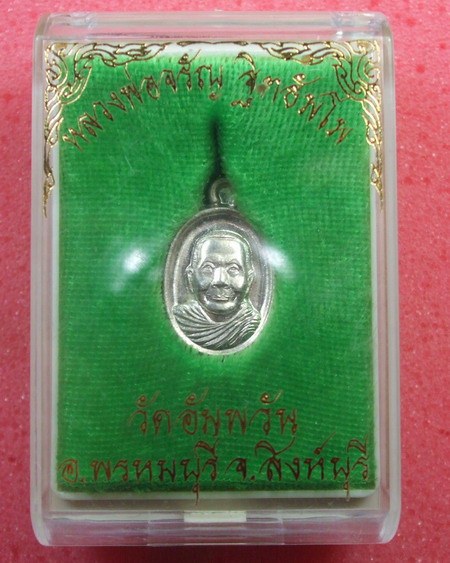 หลวงพ่อจรัญ ฐิตธัมโม
วัดอัมพวัน
อ.พรหมบุรี จ.สิงห์บุรี